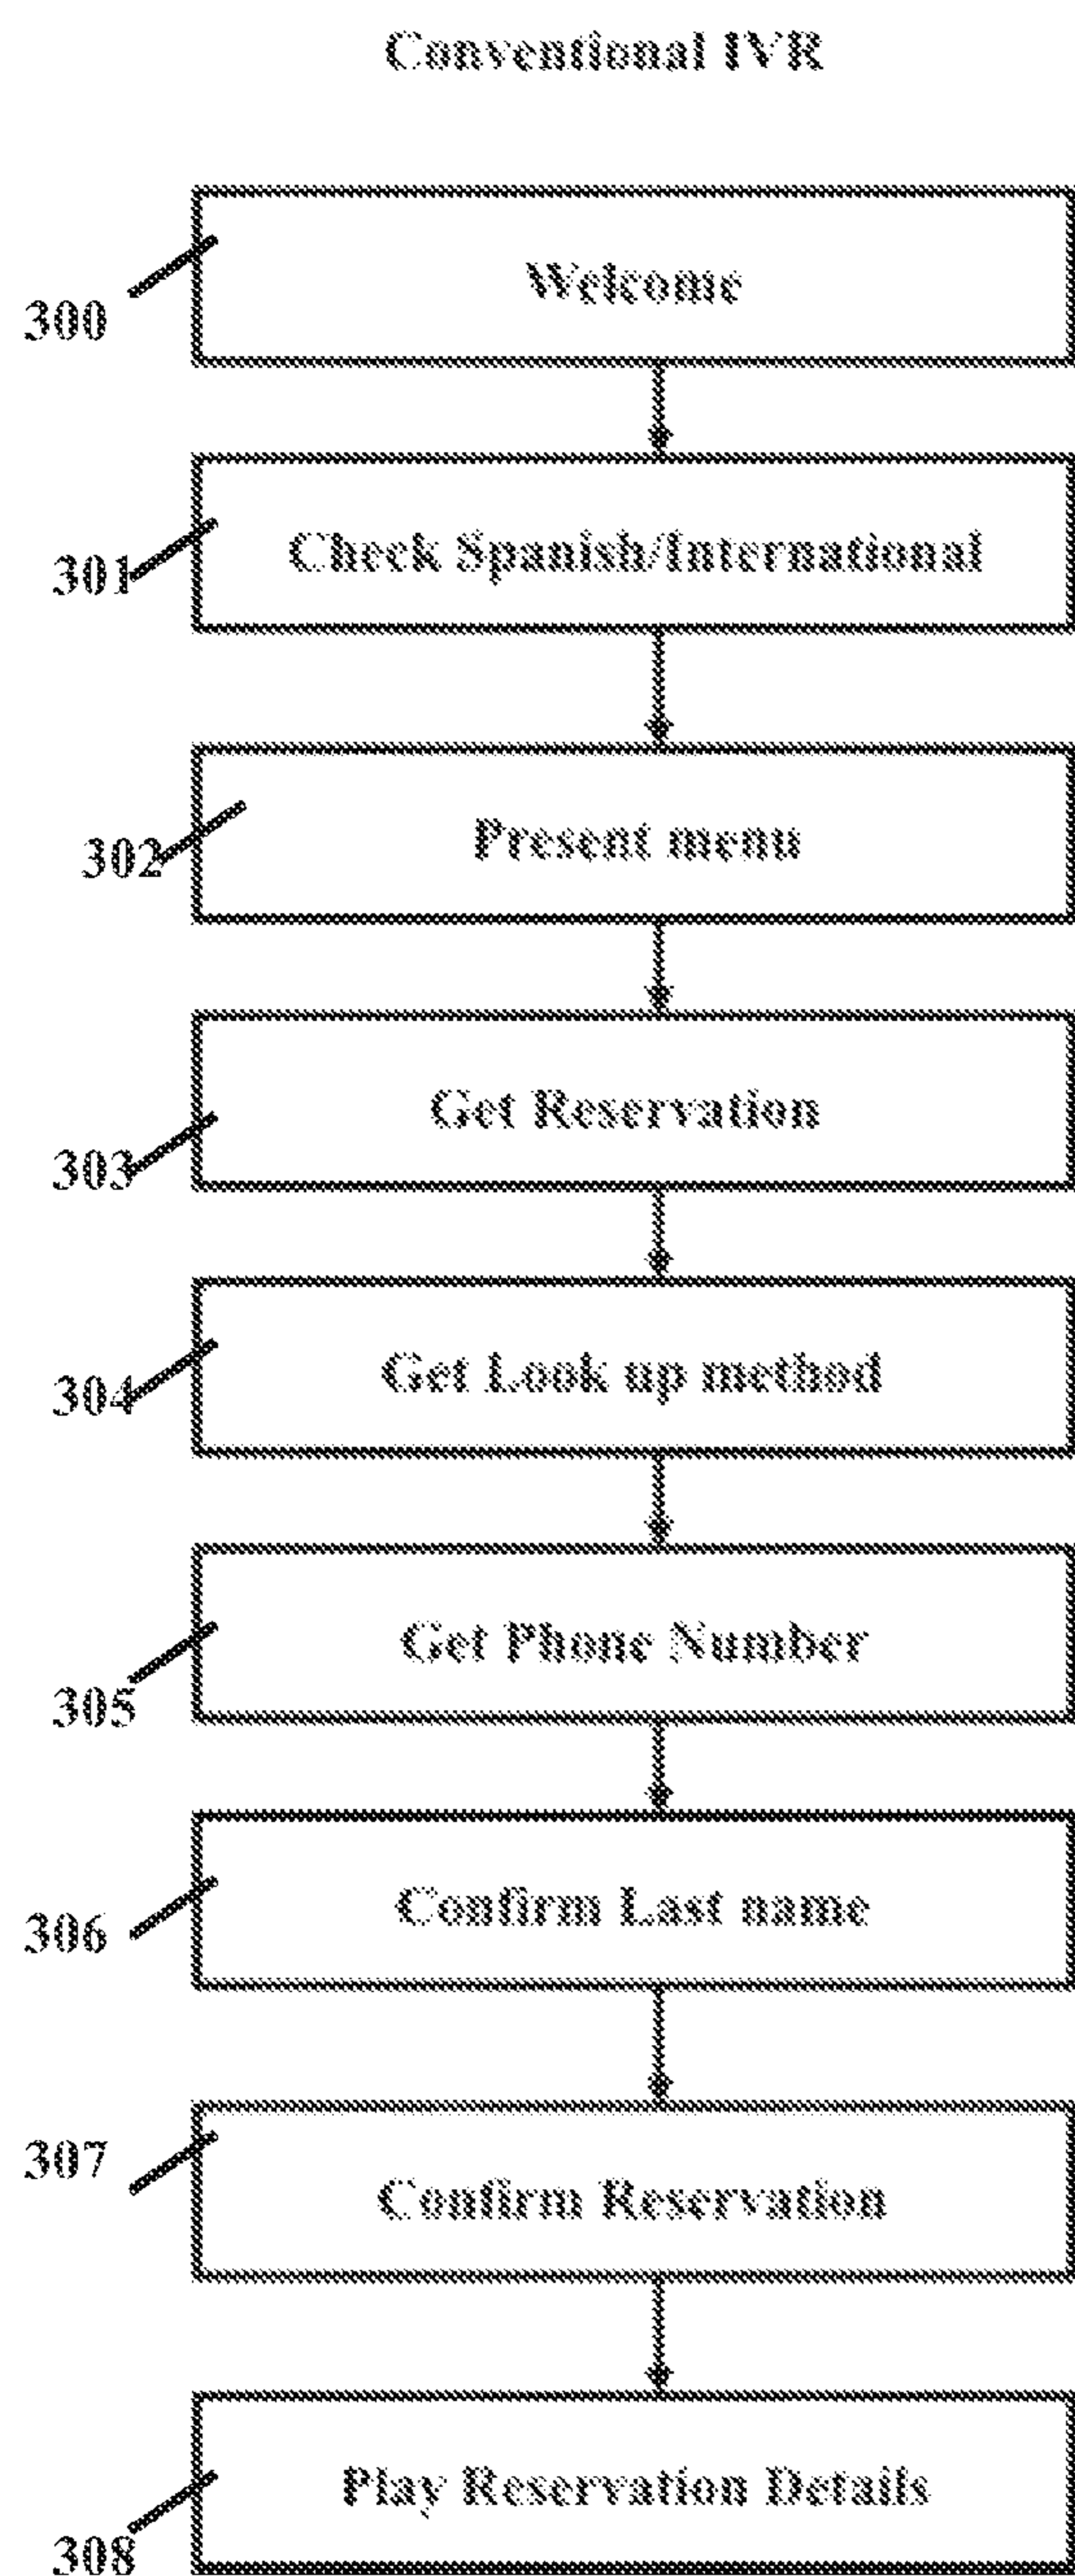 Conventional IVR
Welcome
300
Check Spanish/International
301
Present menu
302
Get Reservation
303
Get Look up method
304
Get Phone Number
305
Confirm Last name
306
Confirm Reservation
307
Play Reservation Details
308